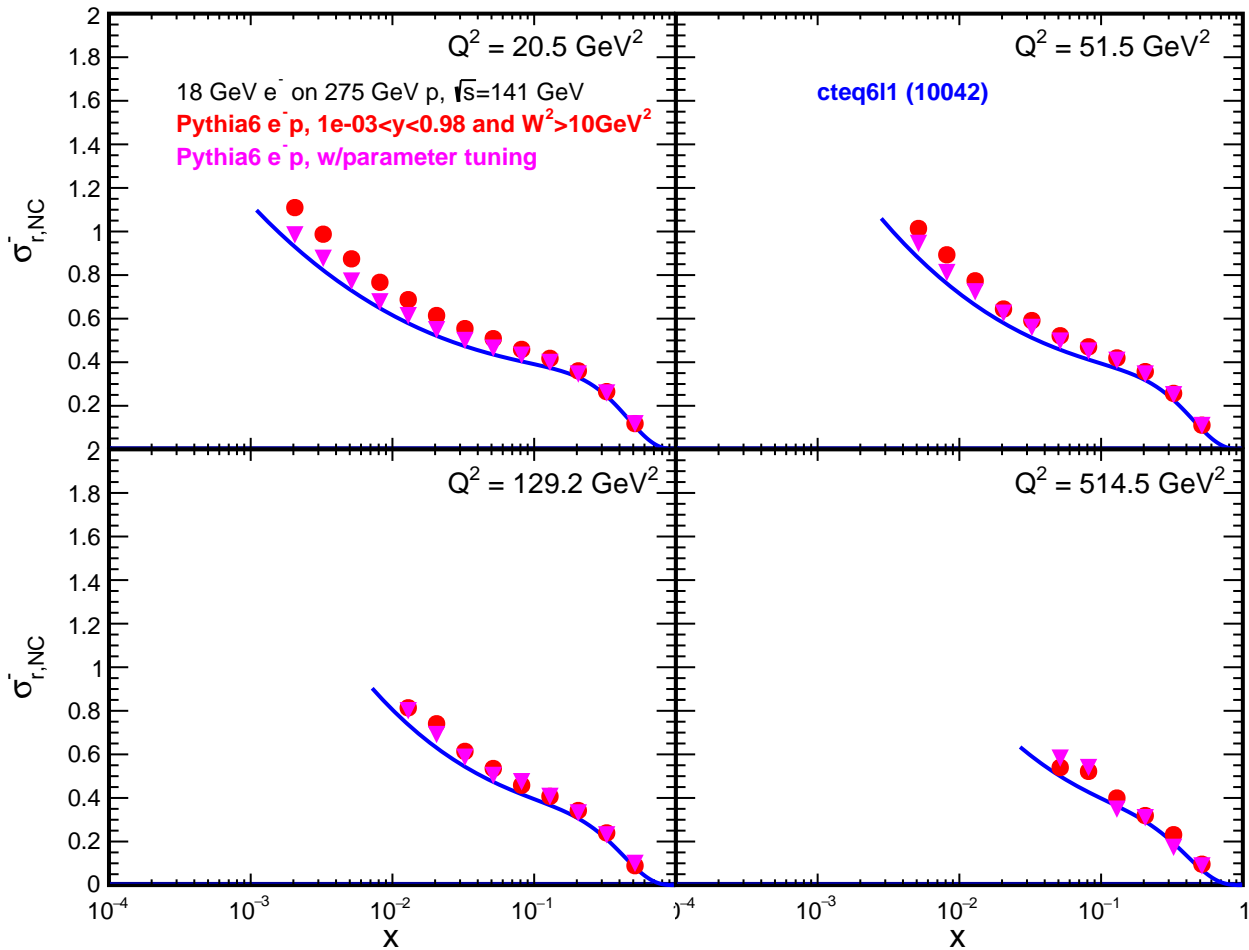 Q² = 20.5 GeV²
18 GeV e⁻ on 275 GeV p, √s=141 GeV
Pythia6 e⁻p, 1e-03<y<0.98 and W²>10GeV²
Pythia6 e⁻p, w/parameter tuning
2
1.8
1.6
1.4
1.2
1
0.8
0.6
0.4
0.2
σ⁻r,NC
Q² = 51.5 GeV²
cteq6l1 (10042)
Q² = 129.2 GeV²
2
1.8
1.6
1.4
1.2
1
0.8
0.6
0.4
0.2
0
σ⁻r,NC
10⁻⁴ 10⁻³ 10⁻² 10⁻¹
x
Q² = 514.5 GeV²
10⁻³ 10⁻² 10⁻¹ 1
x